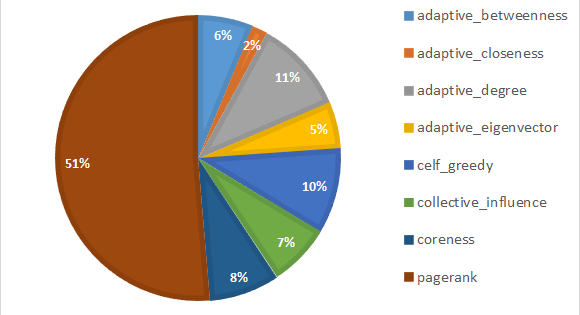 6%
2%
11%
5%
10%
7%
8%
51%
adaptive_betweenness
adaptive_closeness
adaptive_degree
adaptive_eigenvector
celf_greedy
collective_influence
coreness
pagerank